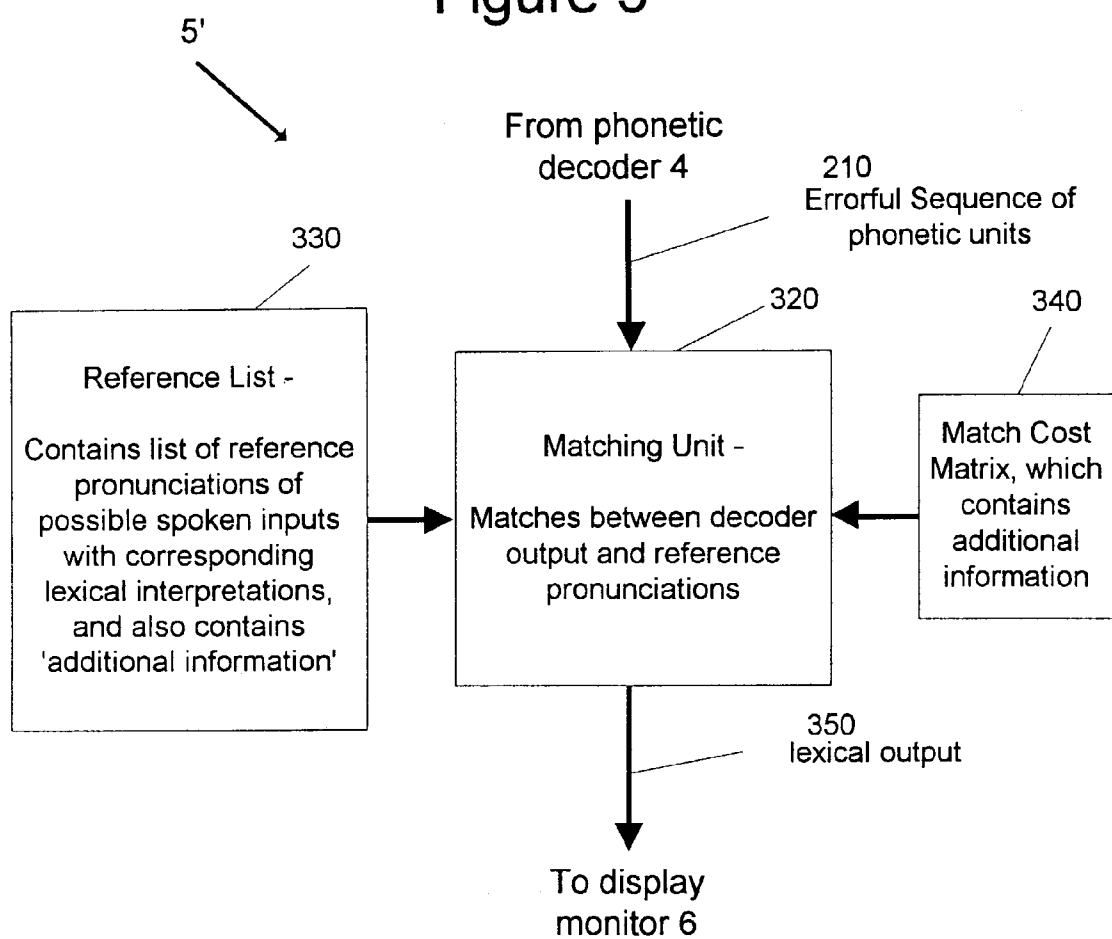 Figure
5'
From phonetic
decoder 4
210
Errorful Sequence of
phonetic units
330
320
340
Reference List -
Contains list of reference
pronunciations of
possible spoken inputs
with corresponding
lexical interpretations,
and also contains
'additional information'
Matching Unit -
Matches between decoder
output and reference
pronunciations
Match Cost
Matrix, which
contains
additional
information
350
lexical output
To display
monitor 6